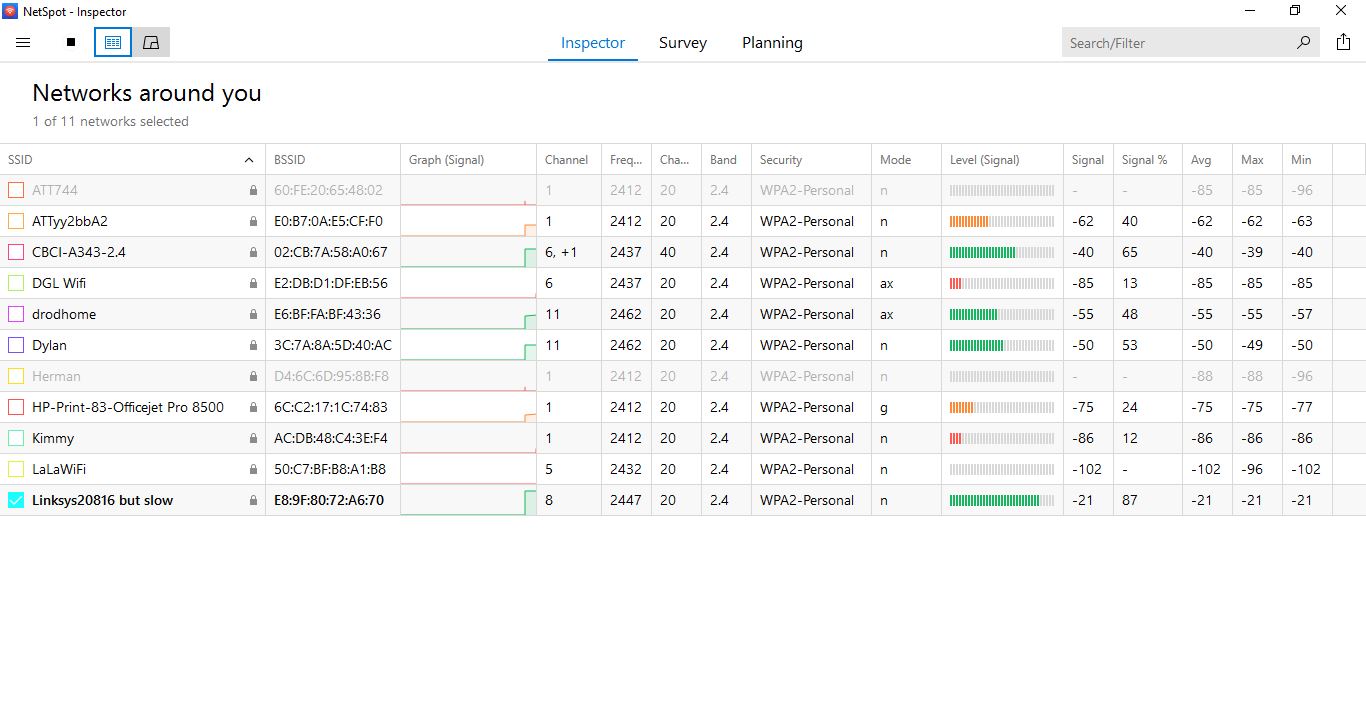 NetSpot - Inspector
Inspector Survey Planning Search/Filter
Networks around you
1 of 11 networks selected
SSID BSSID Graph (Signal) Channel Freq... Cha... Band Security Mode Level (Signal) Signal Signal % Avg Max Min
ATT744 60:FE:20:65:48:02 1 2412 20 2.4 WPA2-Personal n - - -85 -85 -96
ATTyy2bbA2 E0:B7:0A:E5:CF:F0 1 2412 20 2.4 WPA2-Personal n -62 40 -62 -62 -63
CBCI-A343-2.4 02:CB:7A:58:A0:67 6, +1 2437 40 2.4 WPA2-Personal n -40 65 -40 -39 -40
DGL Wifi E2:DB:D1:DF:EB:56 6 2437 20 2.4 WPA2-Personal ax -85 13 -85 -85 -85
drodhome E6:BF:FA:BF:43:36 11 2462 20 2.4 WPA2-Personal ax -55 48 -55 -55 -57
Dylan 3C:7A:8A:5D:40:AC 11 2462 20 2.4 WPA2-Personal n -50 53 -50 -49 -50
Herman D4:6C:6D:95:8B:F8 1 2412 20 2.4 WPA2-Personal n - - -88 -88 -96
HP-Print-83-Officejet Pro 8500 6C:C2:17:1C:74:83 1 2412 20 2.4 WPA2-Personal g -75 24 -75 -75 -77
Kimmy AC:DB:48:C4:3E:F4 1 2412 20 2.4 WPA2-Personal n -86 12 -86 -86 -86
LaLaWiFi 50:C7:BF:B8:A1:B8 5 2432 20 2.4 WPA2-Personal n -102 - -102 -96 -102
Linksys20816 but slow E8:9F:80:72:A6:70 8 2447 20 2.4 WPA2-Personal n -21 87 -21 -21 -21